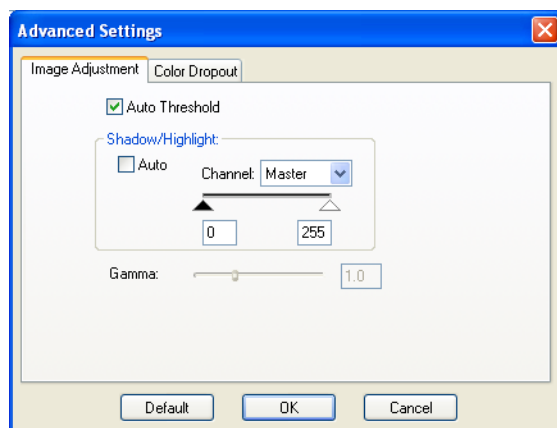 Advanced Settings
Image Adjustment Color Dropout
Auto Threshold
Shadow/Highlight:
Auto Channel: Master
0 255
Gamma: 1.0
Default OK Cancel